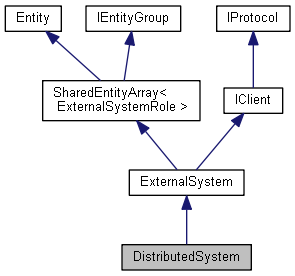 Entity
IEntityGroup
IProtocol
SharedEntityArray<
ExternalSystemRole >
IClient
ExternalSystem
DistributedSystem